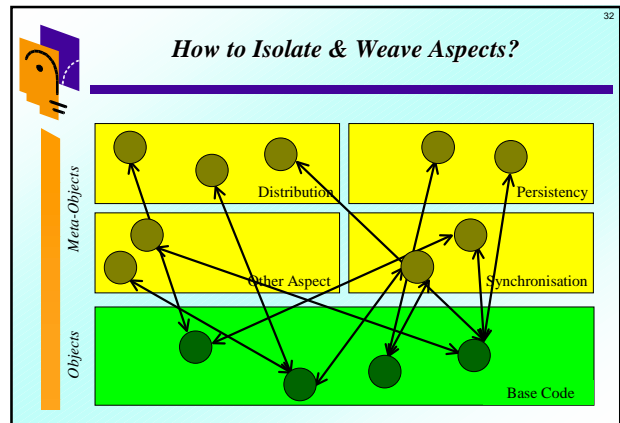 32
How to Isolate & Weave Aspects?
Meta-Objects
Distribution
Persistency
Other Aspect
Synchronisation
Objects
Base Code